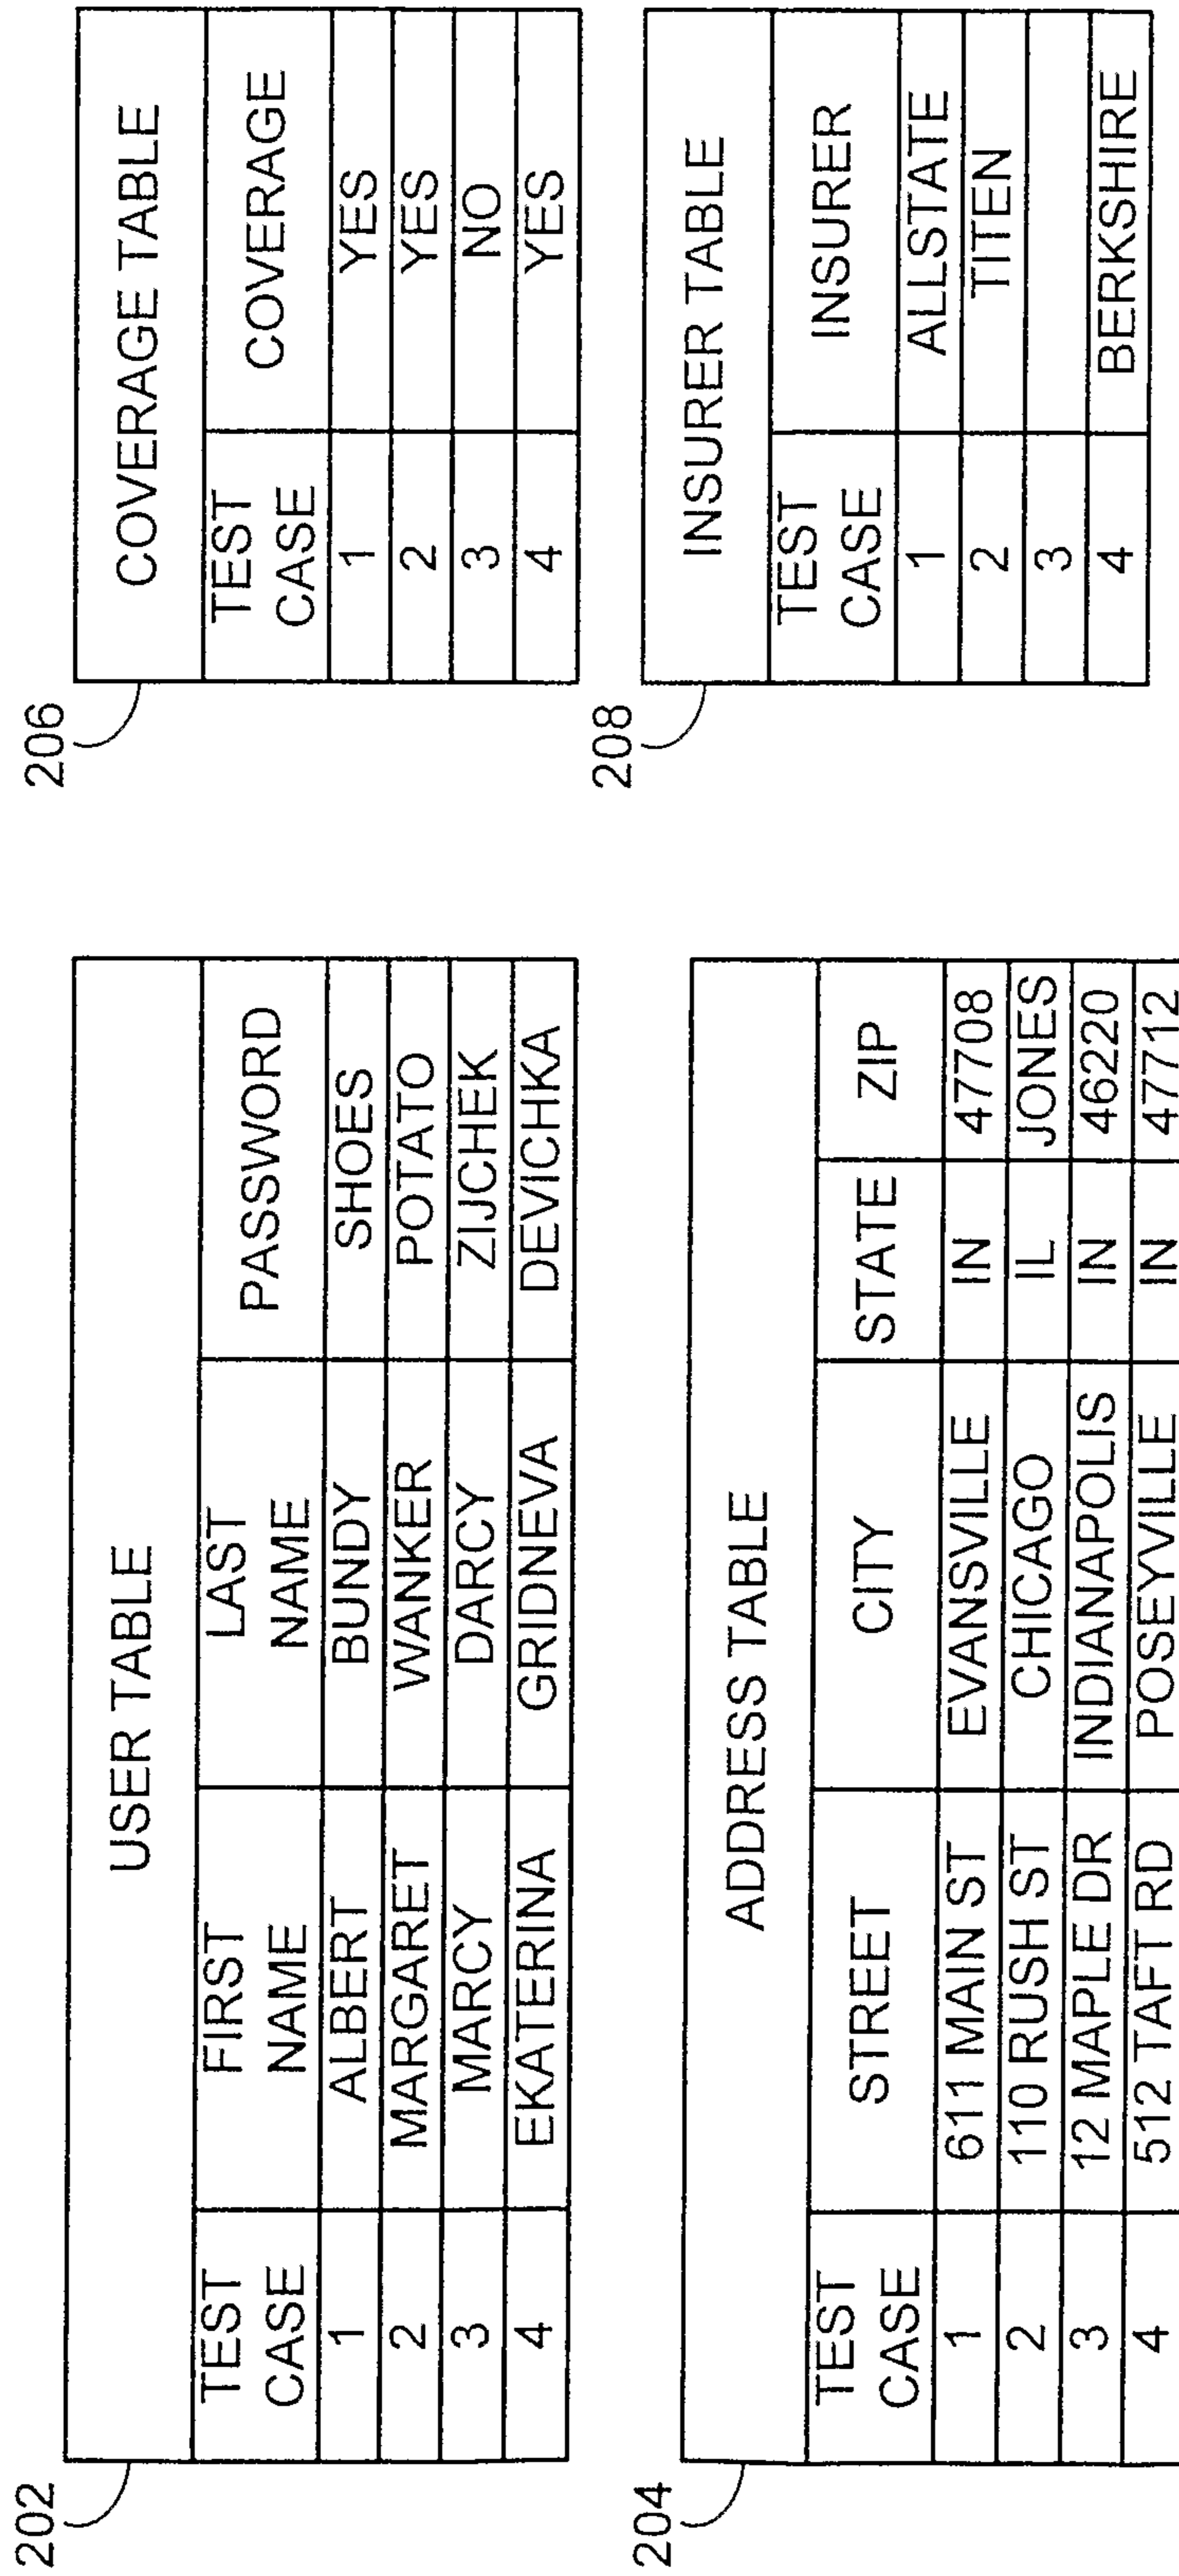 202
USER TABLE
TEST CASE FIRST NAME LAST NAME PASSWORD
1 ALBERT BUNDY SHOES
2 MARGARET WANKER POTATO
3 MARCY DARCY ZIJCHEK
4 EKATERINA GRIDNEVA DEVICHKA
204
ADDRESS TABLE
TEST CASE STREET CITY STATE ZIP
1 611 MAIN ST EVANSVILLE IN 47708
2 110 RUSH ST CHICAGO IL JONES
3 12 MAPLE DR INDIANAPOLIS IN 46220
4 512 TAFT RD POSEYVILLE IN 47712
206
COVERAGE TABLE
TEST CASE COVERAGE
1 YES
2 YES
3 NO
4 YES
208
INSURER TABLE
TEST CASE INSURER
1 ALLSTATE
2 TITEN
3
4 BERKSHIRE